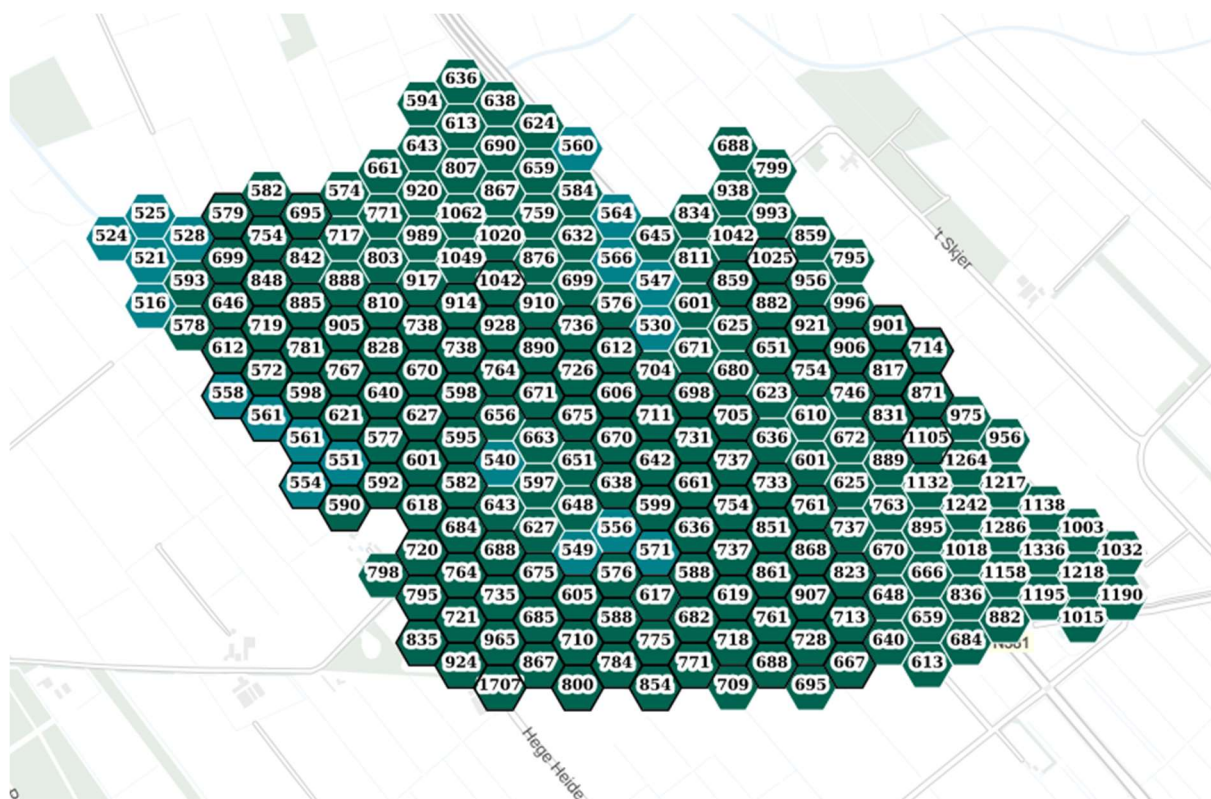 636
594 638
613 624
643 690 560 688
661 807 659 799
582 574 920 867 584 938
525 579 695 771 1062 759 564 834 993
524 528 754 717 989 1020 632 645 1042 859
't Skjer
521 699 842 803 1049 876 566 811 1025 795
593 848 888 917 1042 699 547 859 956
516 646 885 810 914 910 576 601 882 996
578 719 905 738 928 736 530 625 921 901
612 781 828 738 890 612 671 651 906 714
572 767 670 764 726 704 680 754 817
558 598 640 598 671 606 698 623 746 871
561 621 627 656 675 711 705 610 831 975
561 577 595 663 670 731 636 672 1105 956
551 601 540 651 642 737 601 889 1264
554 592 582 597 638 661 733 625 1132 1217
590 618 643 648 599 754 761 763 1242 1138
684 627 556 636 851 737 895 1286 1003
720 688 549 571 737 868 670 1018 1336 1032
798 764 675 576 588 861 823 666 1158 1218
795 735 605 617 619 907 648 836 1195 1190
721 685 588 682 761 713 659 882 1015
835 965 710 775 718 728 640 684
924 867 784 771 688 667 613
1707 800 854 709 695
Hege Heide